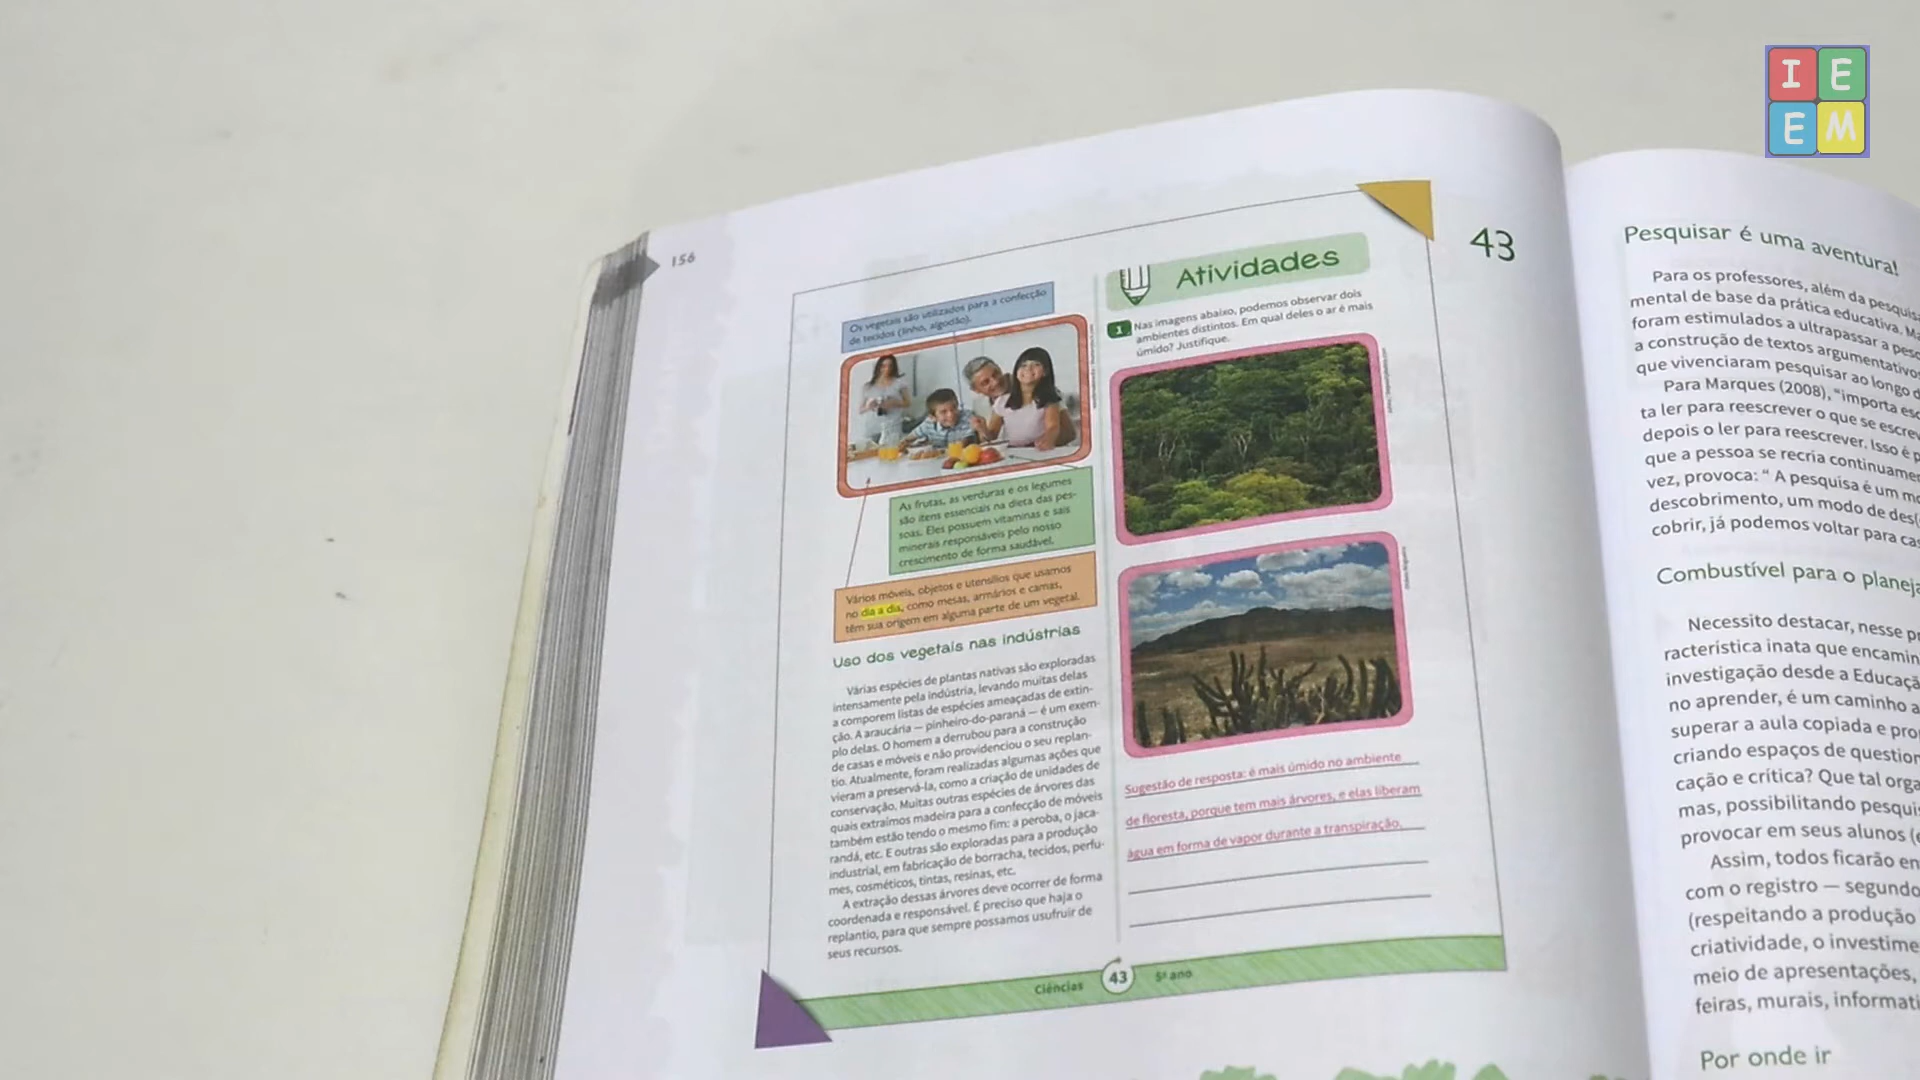 I E
E M
156
43
Os vegetais são utilizados para a confecção
de tecidos (linho, algodão).
As frutas, as verduras e os legumes
são itens essenciais na dieta das pes-
soas. Eles possuem vitaminas e sais
minerais responsáveis pelo nosso
crescimento de forma saudável.
Vários móveis, objetos e utensílios que usamos
no dia a dia, como mesas, armários e camas,
têm sua origem em alguma parte de um vegetal.
Uso dos vegetais nas indústrias
Várias espécies de plantas nativas são exploradas
intensamente pela indústria, levando muitas delas
a comporem listas de espécies ameaçadas de extin-
ção. A araucária — pinheiro-do-paraná — é um exem-
plo delas. O homem a derrubou para a construção
de casas e móveis e não providenciou o seu replan-
tio. Atualmente, foram realizadas algumas ações que
vieram a preservá-la, como a criação de unidades de
conservação. Muitas outras espécies de árvores das
quais extraímos madeira para a confecção de móveis
também estão tendo o mesmo fim: a peroba, o jaca-
randá, etc. E outras são exploradas para a produção
industrial, em fabricação de borracha, tecidos, perfu-
mes, cosméticos, tintas, resinas, etc.
A extração dessas árvores deve ocorrer de forma
coordenada e responsável. É preciso que haja o
replantio, para que sempre possamos usufruir de
seus recursos.
Atividades
1 Nas imagens abaixo, podemos observar dois
ambientes distintos. Em qual deles o ar é mais
úmido? Justifique.
Sugestão de resposta: é mais úmido no ambiente
de floresta, porque tem mais árvores, e elas liberam
água em forma de vapor durante a transpiração.
Ciências 43 5º ano
Pesquisar é uma aventura!
Para os professores, além da pesquis
mental de base da prática educativa. Ma
foram estimulados a ultrapassar a pesq
a construção de textos argumentativos
que vivenciaram pesquisar ao longo d
Para Marques (2008), "importa esc
ta ler para reescrever o que se escrev
depois o ler para reescrever. Isso é p
que a pessoa se recria continuamen
vez, provoca: " A pesquisa é um mo
descobrimento, um modo de des(
cobrir, já podemos voltar para cas
Combustível para o planeja
Necessito destacar, nesse pr
racterística inata que encamin
investigação desde a Educaçã
no aprender, é um caminho a
superar a aula copiada e pro
criando espaços de question
cação e crítica? Que tal orga
mas, possibilitando pesquis
provocar em seus alunos (e
Assim, todos ficarão en
com o registro — segundo
(respeitando a produção
criatividade, o investime
meio de apresentações,
feiras, murais, informati
Por onde ir